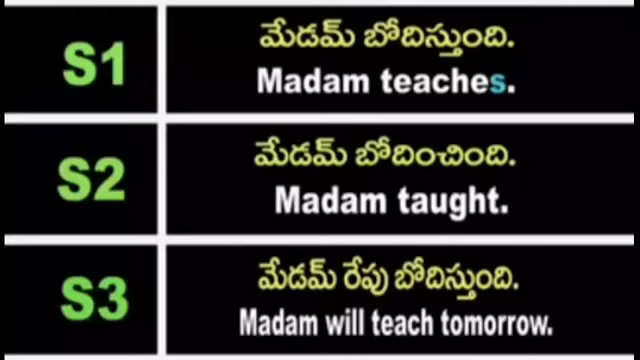 S1
మేడమ్ బోదిస్తుంది.
Madam teaches.
S2
మేడమ్ బోదించింది.
Madam taught.
S3
మేడమ్ రేపు బోదిస్తుంది.
Madam will teach tomorrow.